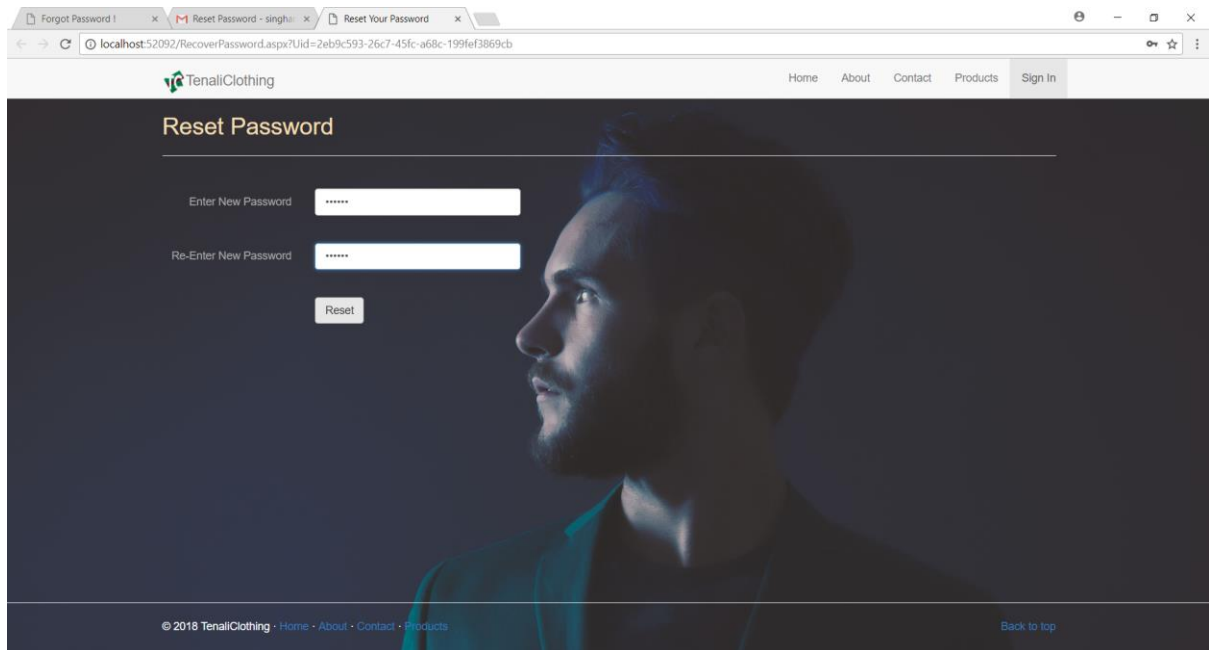 Forgot Password ! Reset Password - singha Reset Your Password
localhost:52092/RecoverPassword.aspx?Uid=2eb9c593-26c7-45fc-a68c-199fef3869cb
TenaliClothing Home About Contact Products Sign In
Reset Password
Enter New Password ••••••
Re-Enter New Password ••••••
Reset
© 2018 TenaliClothing · Home · About · Contact · Products Back to top